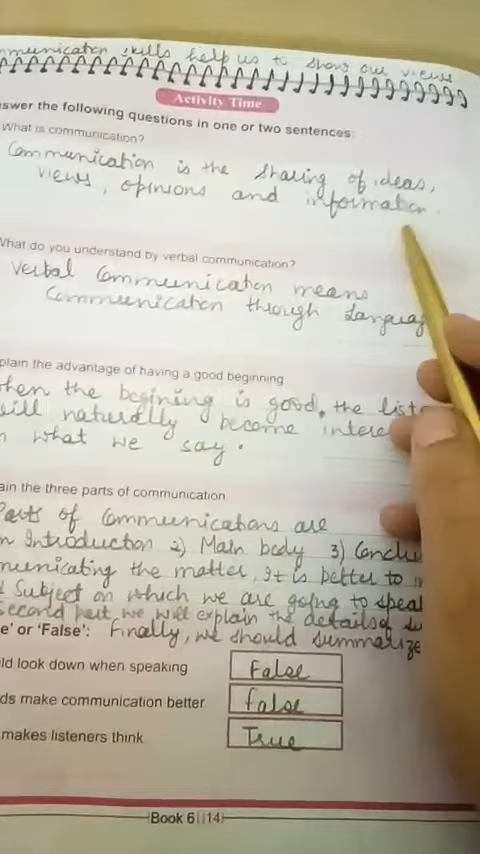 mmunication skills help us to show our views
Activity Time
swer the following questions in one or two sentences:
What is communication?
Communication is the sharing of ideas,
views, opinions and information.
What do you understand by verbal communication?
Verbal Communication means
Communication through Languag
plain the advantage of having a good beginning
hen the begining is good, the list
will naturally become intere
n what we say.
ain the three parts of communication
Parts of Communications are
n Introduction 2) Main body 3) Conclu
municating the matter, It is better to
Subject on which we are going to speak
second part we will explain the details of su
e' or 'False': Finally, we should summarize
ld look down when speaking False
ds make communication better false
makes listeners think True
Book 6 | 14